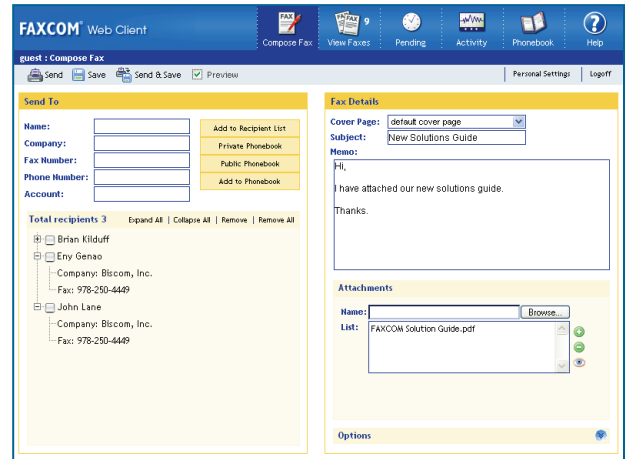 FAXCOM® Web Client
FAX
Compose Fax
FAX
9
View Faxes
Pending
Activity
Phonebook
Help
guest : Compose Fax
Send
Save
Send & Save
Preview
Personal Settings
Logoff
Send To
Name:
Company:
Fax Number:
Phone Number:
Account:
Add to Recipient List
Private Phonebook
Public Phonebook
Add to Phonebook
Total recipients 3
Expand All | Collapse All | Remove | Remove All
Brian Kilduff
Eny Genao
Company: Biscom, Inc.
Fax: 978-250-4449
John Lane
Company: Biscom, Inc.
Fax: 978-250-4449
Fax Details
Cover Page: default cover page
Subject: New Solutions Guide
Memo:
Hi,
I have attached our new solutions guide.
Thanks.
Attachments
Name:
Browse...
List: FAXCOM Solution Guide.pdf
Options